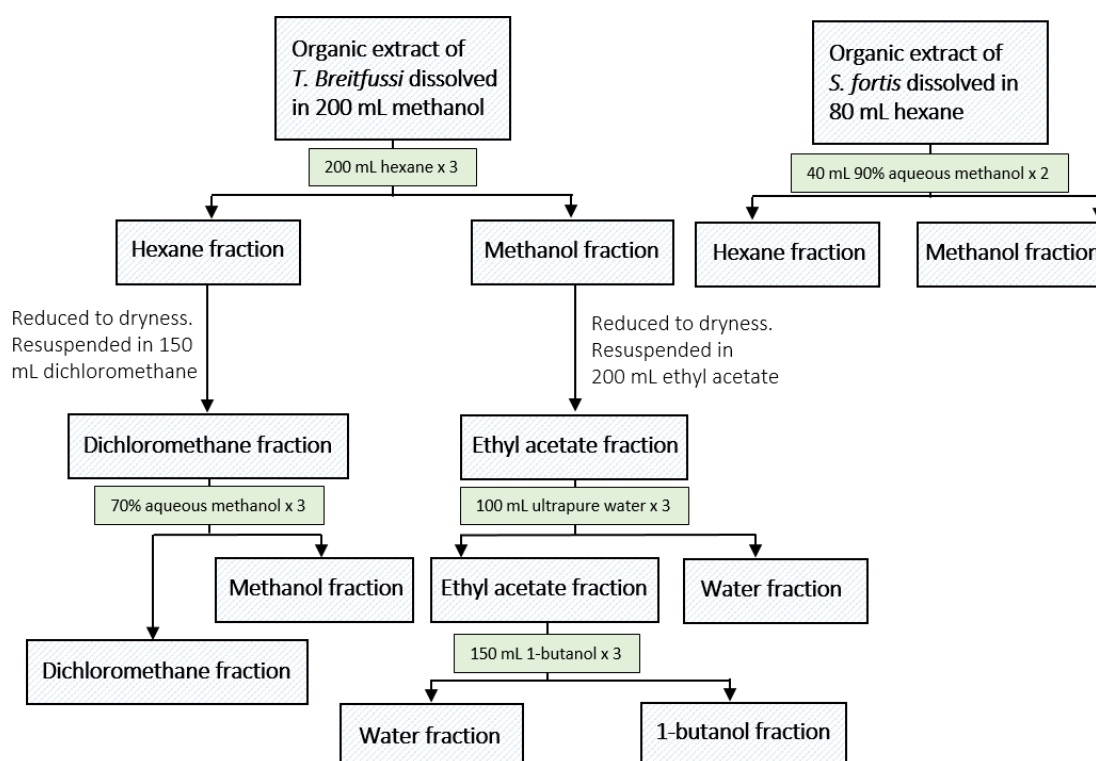 Organic extract of
T. Breitfussi dissolved
in 200 mL methanol
Organic extract of
S. fortis dissolved in
80 mL hexane
200 mL hexane x 3
40 mL 90% aqueous methanol x 2
Hexane fraction
Methanol fraction
Hexane fraction
Methanol fraction
Reduced to dryness.
Resuspended in 150
mL dichloromethane
Reduced to dryness.
Resuspended in
200 mL ethyl acetate
Dichloromethane fraction
Ethyl acetate fraction
70% aqueous methanol x 3
100 mL ultrapure water x 3
Methanol fraction
Ethyl acetate fraction
Water fraction
Dichloromethane fraction
150 mL 1-butanol x 3
Water fraction
1-butanol fraction